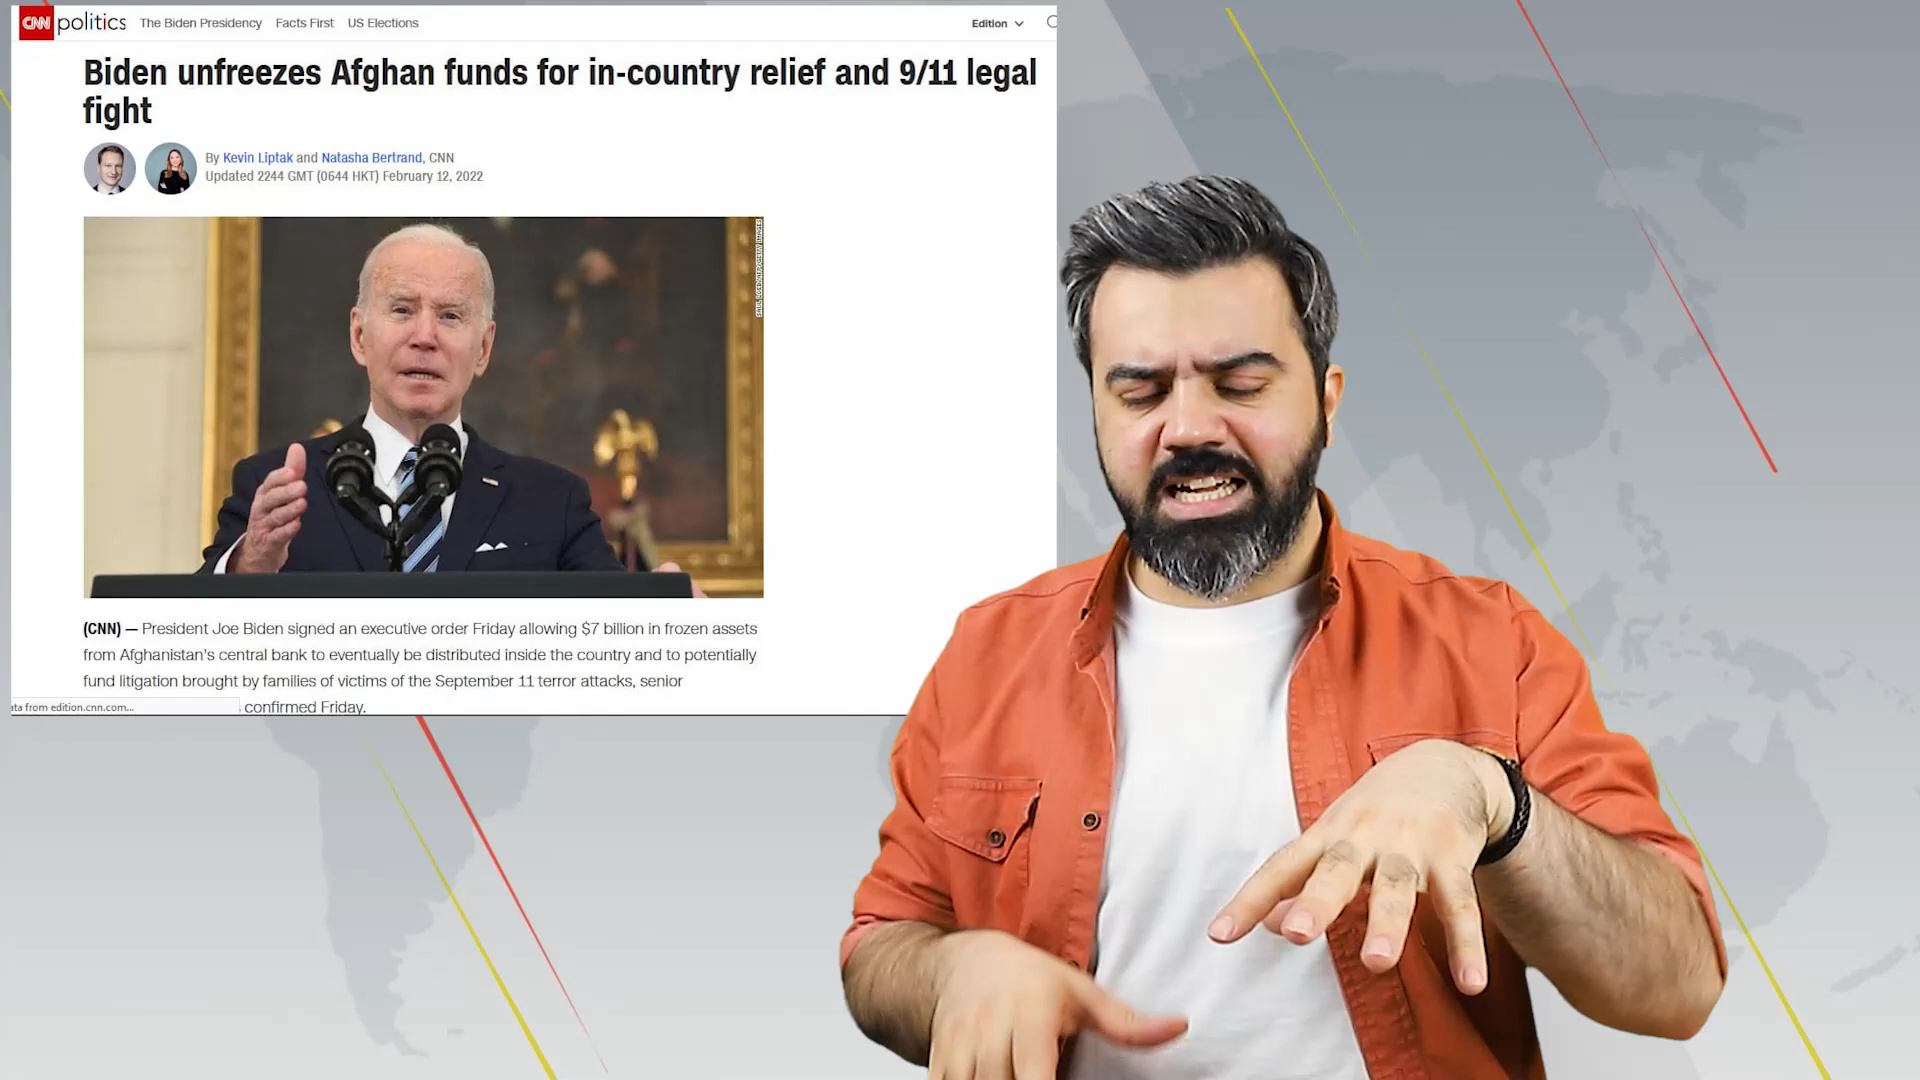 CNN politics The Biden Presidency Facts First US Elections Edition
Biden unfreezes Afghan funds for in-country relief and 9/11 legal
fight
By Kevin Liptak and Natasha Bertrand, CNN
Updated 2244 GMT (0644 HKT) February 12, 2022
(CNN) — President Joe Biden signed an executive order Friday allowing $7 billion in frozen assets
from Afghanistan's central bank to eventually be distributed inside the country and to potentially
fund litigation brought by families of victims of the September 11 terror attacks, senior
confirmed Friday.
from edition.cnn.com...